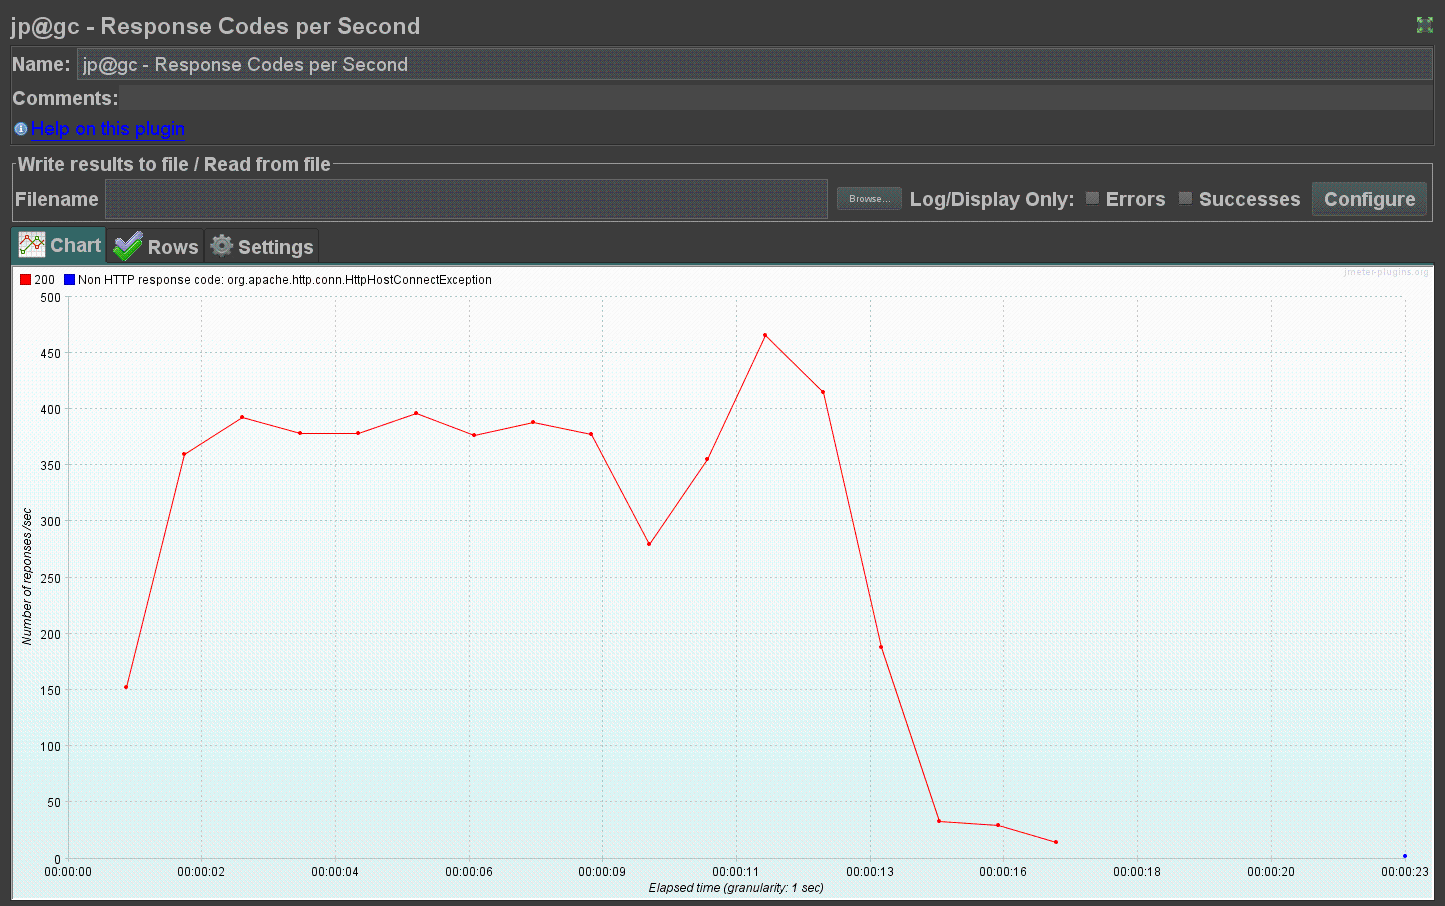 jp@gc - Response Codes per Second
Name: jp@gc - Response Codes per Second
Comments:
Help on this plugin
Write results to file / Read from file
Filename Browse... Log/Display Only: Errors Successes Configure
Chart Rows Settings
200 Non HTTP response code: org.apache.http.conn.HttpHostConnectException
jmeter-plugins.org
500
450
400
350
300
250
200
150
100
50
0
Number of reponses /sec
00:00:00 00:00:02 00:00:04 00:00:06 00:00:09 00:00:11 00:00:13 00:00:16 00:00:18 00:00:20 00:00:23
Elapsed time (granularity: 1 sec)